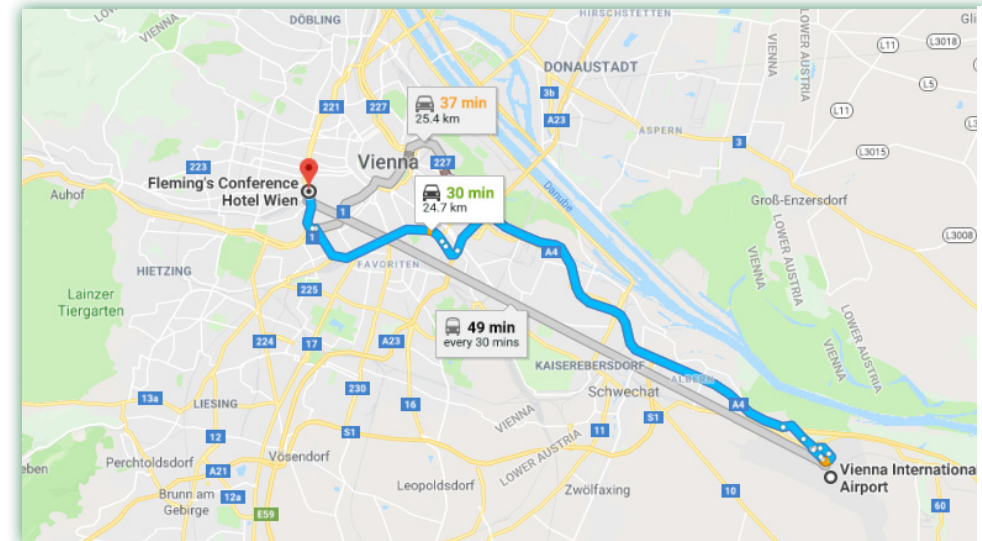 VIENNA
DÖBLING
HIRSCHSTETTEN
VIENNA
LOWER AUSTRIA
L11
L3018
DONAUSTADT
L5
37 min
25.4 km
3b
221
227
A23
L11
ASPERN
3
L3015
223
Vienna
227
Auhof
Fleming's Conference
Hotel Wien
30 min
24.7 km
Danube
Groß-Enzersdorf
1
1
A4
L3008
HIETZING
FAVORITEN
LOWER AUSTRIA
VIENNA
225
Lainzer
Tiergarten
49 min
every 30 mins
LOWER AUSTRIA
VIENNA
224
17
A23
KAISEREBERSDORF
ALBERN
Schwechat
230
13a
LIESING
16
A4
S1
VIENNA
LOWER AUSTRIA
12
S1
11
Perchtoldsdorf
A21
Vösendorf
Vienna Internationa
Airport
Leopoldsdorf
Zwölfaxing
10
Brunn am
Gebirge
12a
E59
60